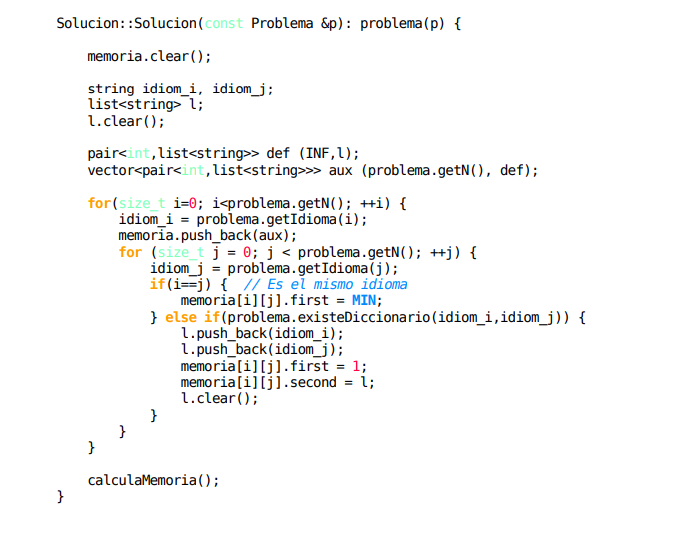 Solucion::Solucion(const Problema &p): problema(p) {
memoria.clear();
string idiom_i, idiom_j;
list<string> l;
l.clear();
pair<int,list<string>> def (INF,l);
vector<pair<int,list<string>>> aux (problema.getN(), def);
for(size_t i=0; i<problema.getN(); ++i) {
idiom_i = problema.getIdioma(i);
memoria.push_back(aux);
for (size_t j = 0; j < problema.getN(); ++j) {
idiom_j = problema.getIdioma(j);
if(i==j) {  // Es el mismo idioma
memoria[i][j].first = MIN;
} else if(problema.existeDiccionario(idiom_i,idiom_j)) {
l.push_back(idiom_i);
l.push_back(idiom_j);
memoria[i][j].first = 1;
memoria[i][j].second = l;
l.clear();
}
}
}
calculaMemoria();
}